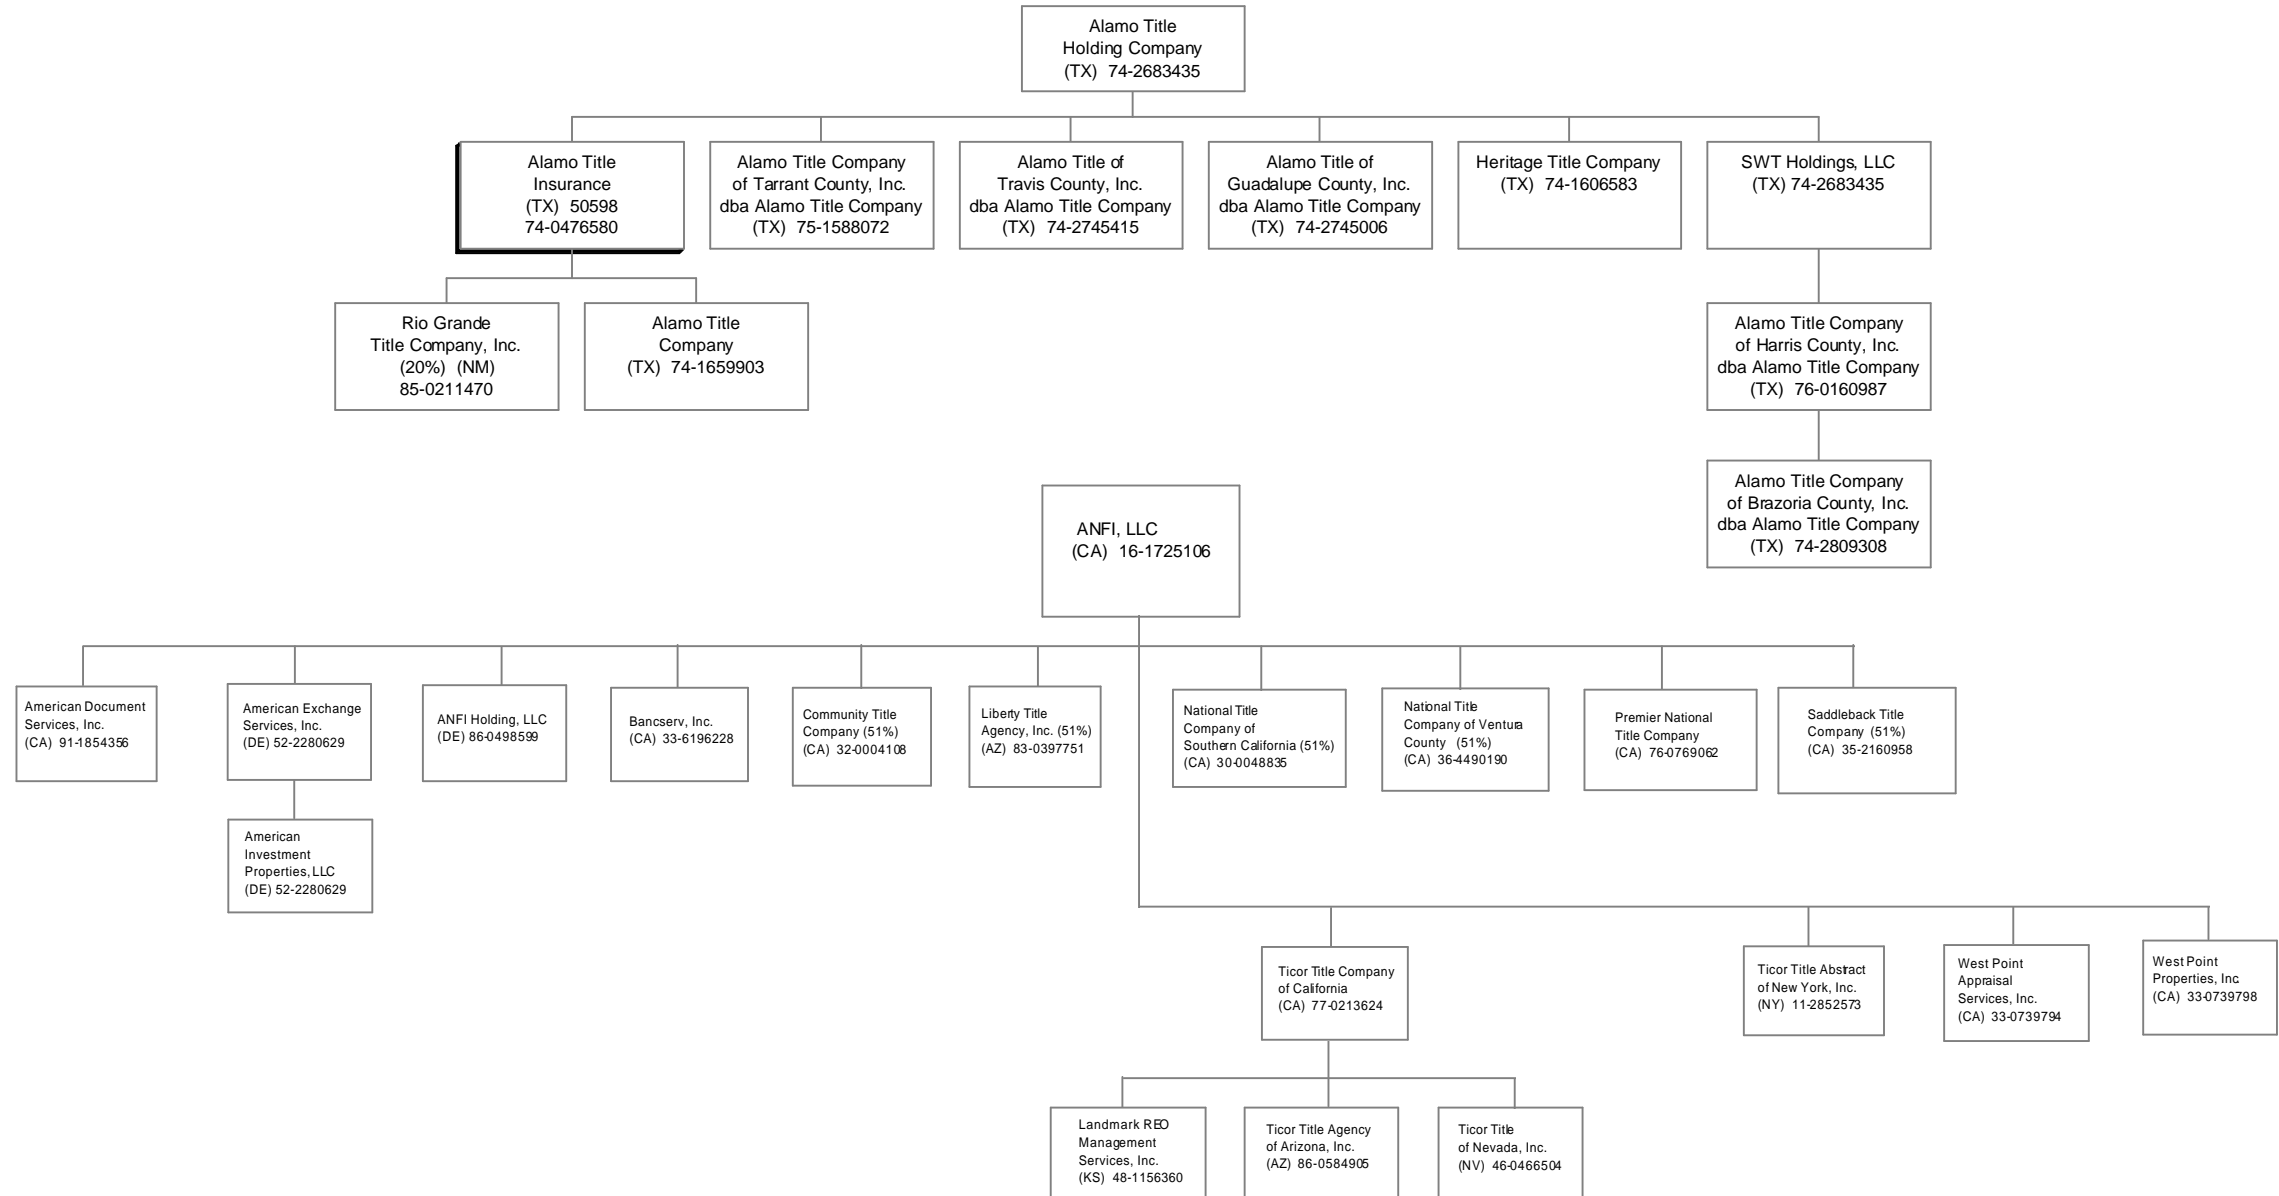 Alamo Title
Holding Company
(TX) 74-2683435
Alamo Title
Insurance
(TX) 50598
74-0476580
Alamo Title Company
of Tarrant County, Inc.
dba Alamo Title Company
(TX) 75-1588072
Alamo Title of
Travis County, Inc.
dba Alamo Title Company
(TX) 74-2745415
Alamo Title of
Guadalupe County, Inc.
dba Alamo Title Company
(TX) 74-2745006
Heritage Title Company
(TX) 74-1606583
SWT Holdings, LLC
(TX) 74-2683435
Rio Grande
Title Company, Inc.
(20%) (NM)
85-0211470
Alamo Title
Company
(TX) 74-1659903
Alamo Title Company
of Harris County, Inc.
dba Alamo Title Company
(TX) 76-0160987
Alamo Title Company
of Brazoria County, Inc.
dba Alamo Title Company
(TX) 74-2809308
ANFI, LLC
(CA) 16-1725106
American Document
Services, Inc.
(CA) 91-1854356
American Exchange
Services, Inc.
(DE) 52-2280629
ANFI Holding, LLC
(DE) 86-0498599
Bancserv, Inc.
(CA) 33-6196228
Community Title
Company (51%)
(CA) 32-0004108
Liberty Title
Agency, Inc. (51%)
(AZ) 83-0397751
National Title
Company of
Southern California (51%)
(CA) 30-0048835
National Title
Company of Ventura
County (51%)
(CA) 36-4490190
Premier National
Title Company
(CA) 76-0769062
Saddleback Title
Company (51%)
(CA) 35-2160958
American
Investment
Properties, LLC
(DE) 52-2280629
Ticor Title Company
of California
(CA) 77-0213624
Ticor Title Abstract
of New York, Inc.
(NY) 11-2852573
West Point
Appraisal
Services, Inc.
(CA) 33-0739794
West Point
Properties, Inc.
(CA) 33-0739798
Landmark REO
Management
Services, Inc.
(KS) 48-1156360
Ticor Title Agency
of Arizona, Inc.
(AZ) 86-0584905
Ticor Title
of Nevada, Inc.
(NV) 46-0466504